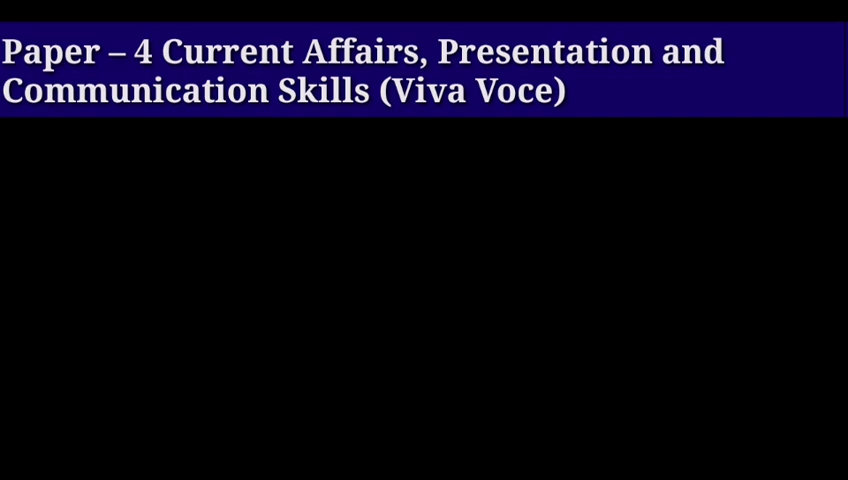 Paper – 4 Current Affairs, Presentation and
Communication Skills (Viva Voce)